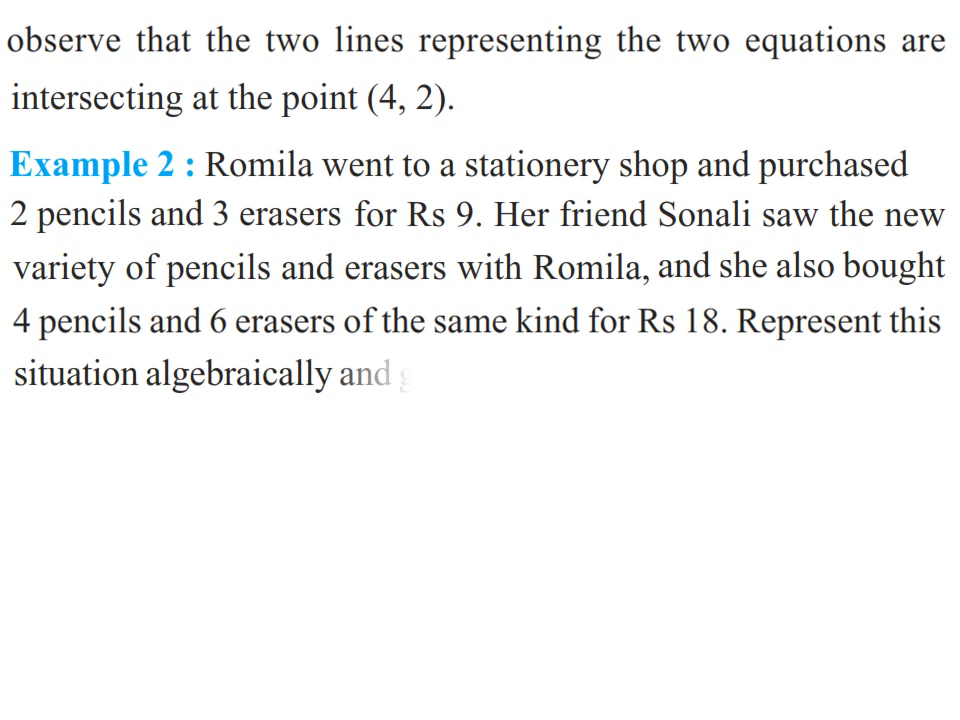 observe that the two lines representing the two equations are
intersecting at the point (4, 2).
Example 2 : Romila went to a stationery shop and purchased
2 pencils and 3 erasers for Rs 9. Her friend Sonali saw the new
variety of pencils and erasers with Romila, and she also bought
4 pencils and 6 erasers of the same kind for Rs 18. Represent this
situation algebraically and